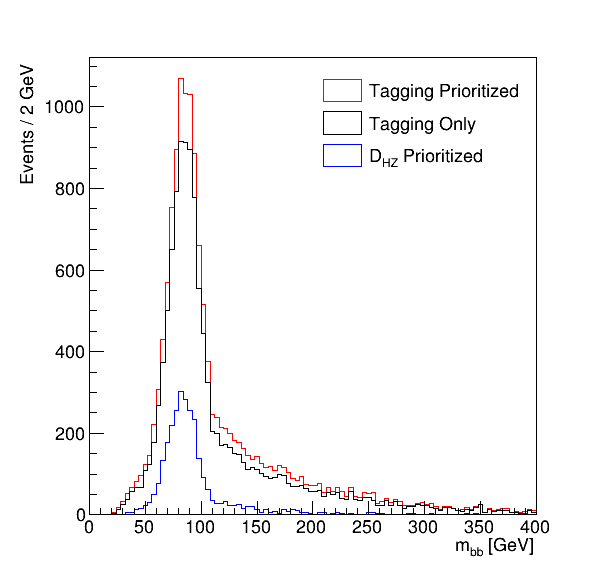 Events / 2 GeV
1000
800
600
400
200
0
Tagging Prioritized
Tagging Only
D_HZ Prioritized
0 50 100 150 200 250 300 350 400
m_bb [GeV]